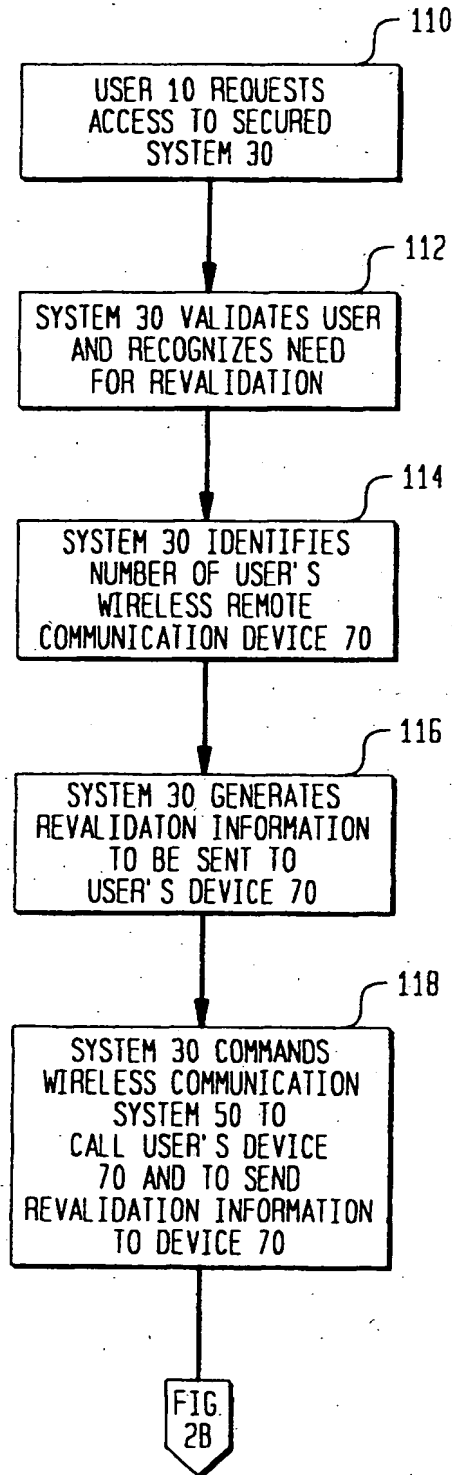 110
USER 10 REQUESTS
ACCESS TO SECURED
SYSTEM 30
112
SYSTEM 30 VALIDATES USER
AND RECOGNIZES NEED
FOR REVALIDATION
114
SYSTEM 30 IDENTIFIES
NUMBER OF USER'S
WIRELESS REMOTE
COMMUNICATION DEVICE 70
116
SYSTEM 30 GENERATES
REVALIDATON INFORMATION
TO BE SENT TO
USER'S DEVICE 70
118
SYSTEM 30 COMMANDS
WIRELESS COMMUNICATION
SYSTEM 50 TO
CALL USER'S DEVICE
70 AND TO SEND
REVALIDATION INFORMATION
TO DEVICE 70
FIG.
2B